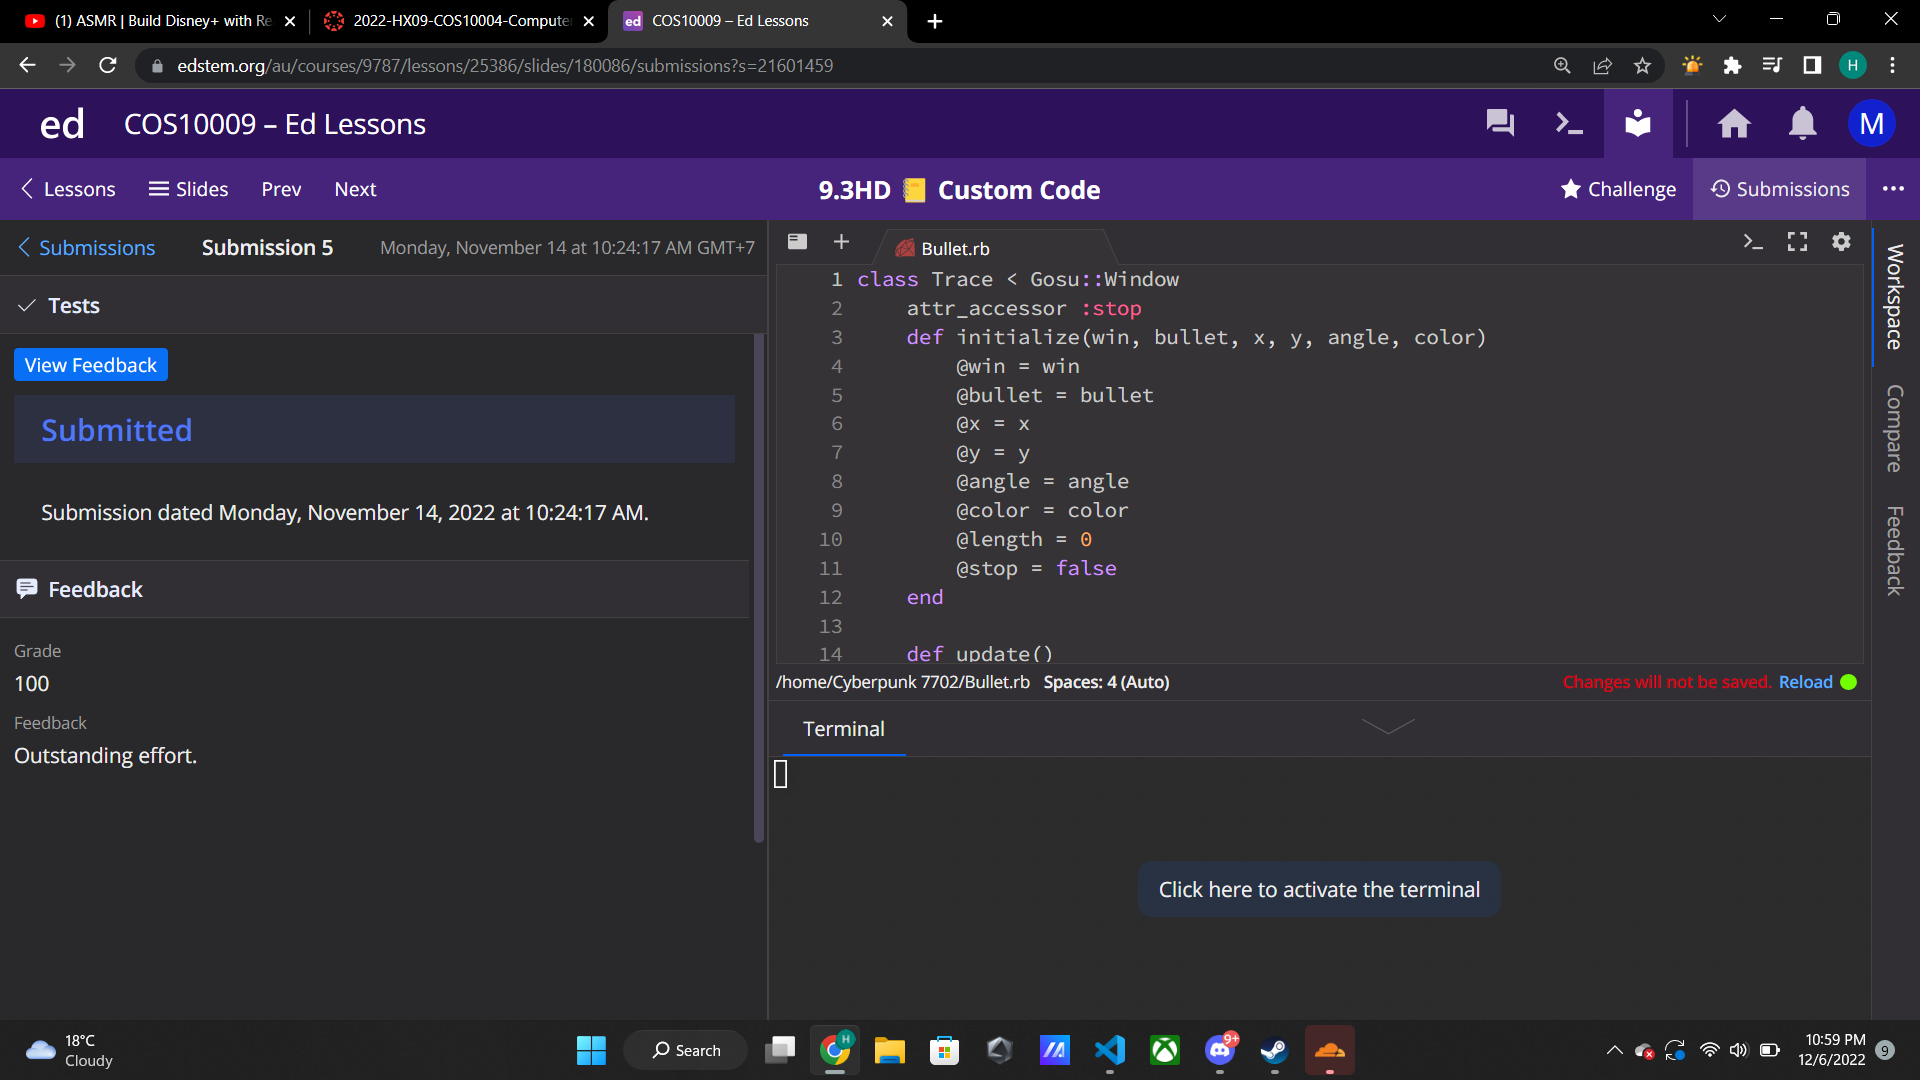 (1) ASMR | Build Disney+ with Re
2022-HX09-COS10004-Computer
ed COS10009 – Ed Lessons
edstem.org/au/courses/9787/lessons/25386/slides/180086/submissions?s=21601459
H
ed COS10009 – Ed Lessons
M
Lessons Slides Prev Next
9.3HD Custom Code
Challenge Submissions
Submissions Submission 5 Monday, November 14 at 10:24:17 AM GMT+7
Tests
View Feedback
Submitted
Submission dated Monday, November 14, 2022 at 10:24:17 AM.
Feedback
Grade
100
Feedback
Outstanding effort.
Bullet.rb
1 class Trace < Gosu::Window
2 attr_accessor :stop
3 def initialize(win, bullet, x, y, angle, color)
4 @win = win
5 @bullet = bullet
6 @x = x
7 @y = y
8 @angle = angle
9 @color = color
10 @length = 0
11 @stop = false
12 end
13
14 def update()
/home/Cyberpunk 7702/Bullet.rb Spaces: 4 (Auto)
Changes will not be saved. Reload
Terminal
Click here to activate the terminal
Workspace
Compare
Feedback
18°C
Cloudy
Search
H
9+
10:59 PM
12/6/2022
9